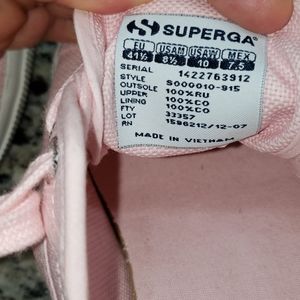 SUPERGA®
EU USAM USAW MEX
41½ 8½ 10 7.5
SERIAL 1422763912
STYLE S000010-915
OUTSOLE 100%RU
UPPER 100%CO
LINING 100%CO
FTY 33357
LOT 1596212/12-07
RN
MADE IN VIETNAM